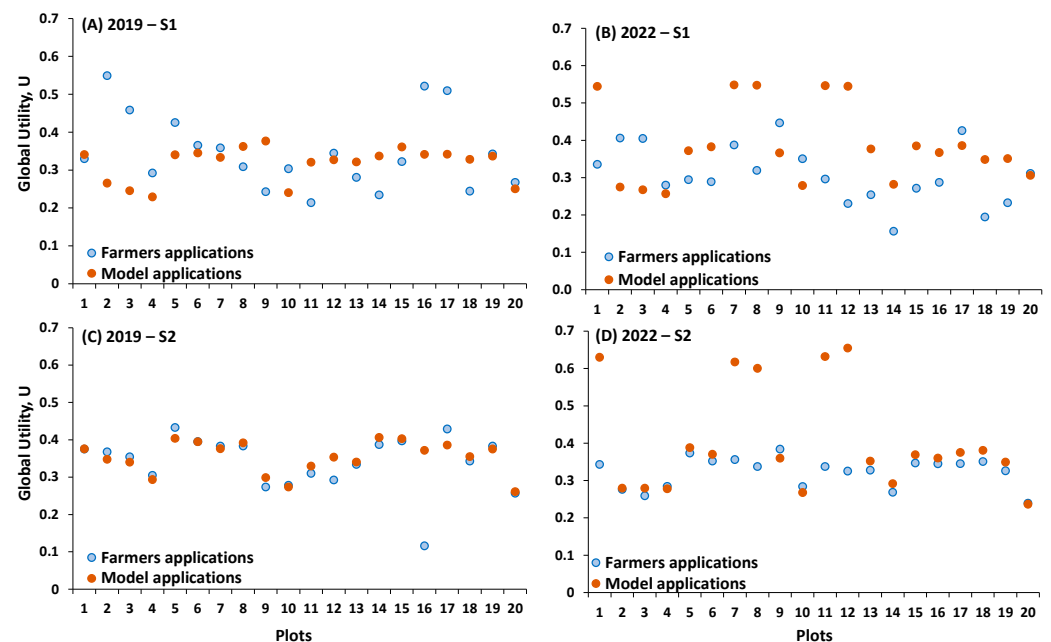 (A) 2019 – S1
Global Utility, U
0.7
0.6
0.5
0.4
0.3
0.2
0.1
0
Farmers applications
Model applications
1 2 3 4 5 6 7 8 9 10 11 12 13 14 15 16 17 18 19 20
(B) 2022 – S1
0.7
0.6
0.5
0.4
0.3
0.2
0.1
0.0
Farmers applications
Model applications
1 2 3 4 5 6 7 8 9 10 11 12 13 14 15 16 17 18 19 20
(C) 2019 – S2
Global Utility, U
0.7
0.6
0.5
0.4
0.3
0.2
0.1
0
Farmers applications
Model applications
1 2 3 4 5 6 7 8 9 10 11 12 13 14 15 16 17 18 19 20
Plots
(D) 2022 – S2
0.7
0.6
0.5
0.4
0.3
0.2
0.1
0.0
Farmers applications
Model applications
1 2 3 4 5 6 7 8 9 10 11 12 13 14 15 16 17 18 19 20
Plots